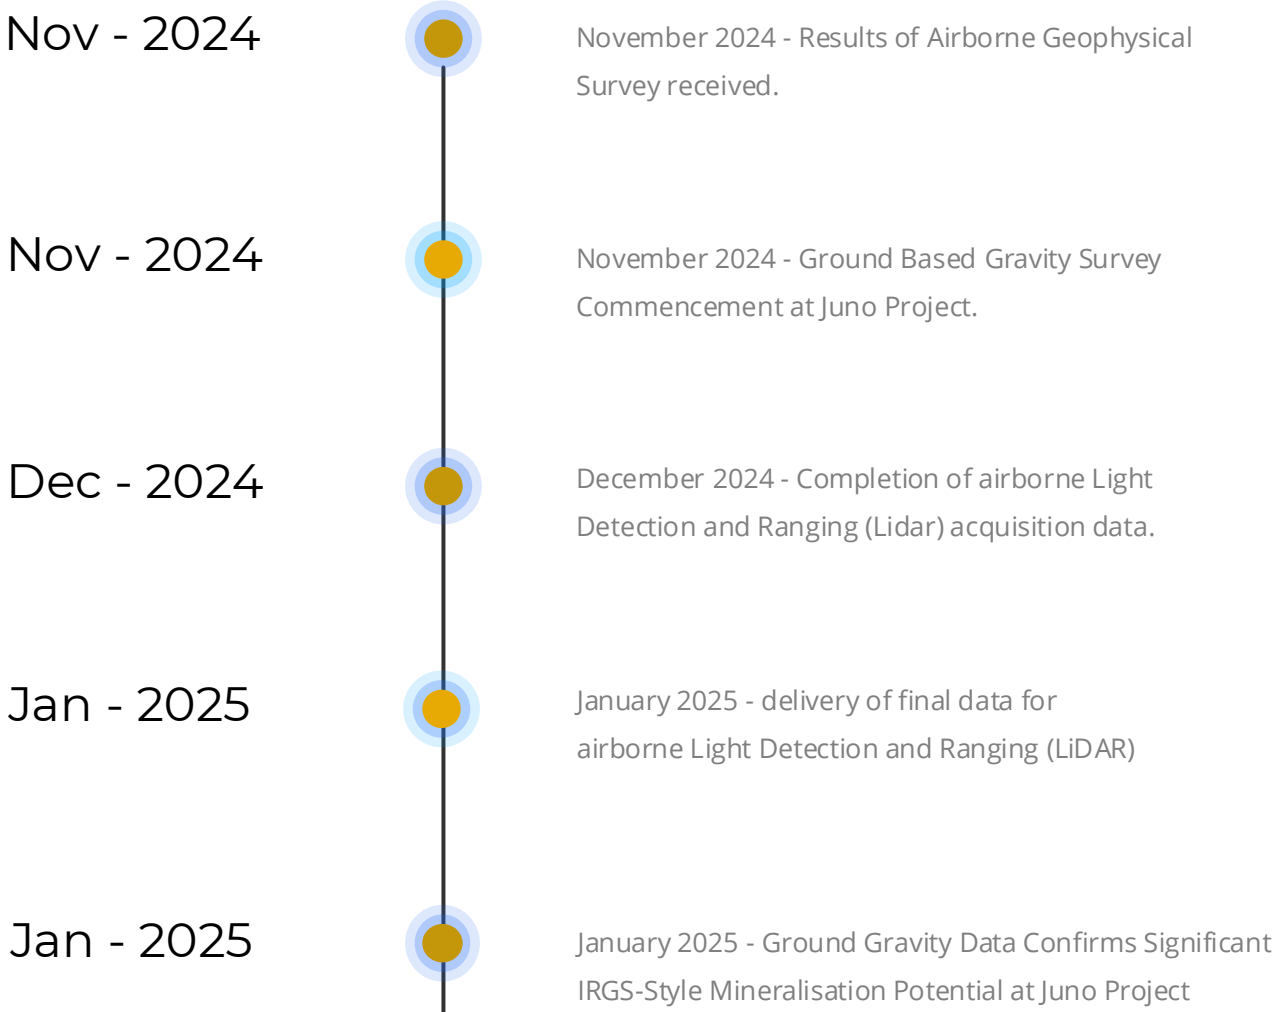 Nov - 2024
November 2024 - Results of Airborne Geophysical
Survey received.
Nov - 2024
November 2024 - Ground Based Gravity Survey
Commencement at Juno Project.
Dec - 2024
December 2024 - Completion of airborne Light
Detection and Ranging (Lidar) acquisition data.
Jan - 2025
January 2025 - delivery of final data for
airborne Light Detection and Ranging (LiDAR)
Jan - 2025
January 2025 - Ground Gravity Data Confirms Significant
IRGS-Style Mineralisation Potential at Juno Project